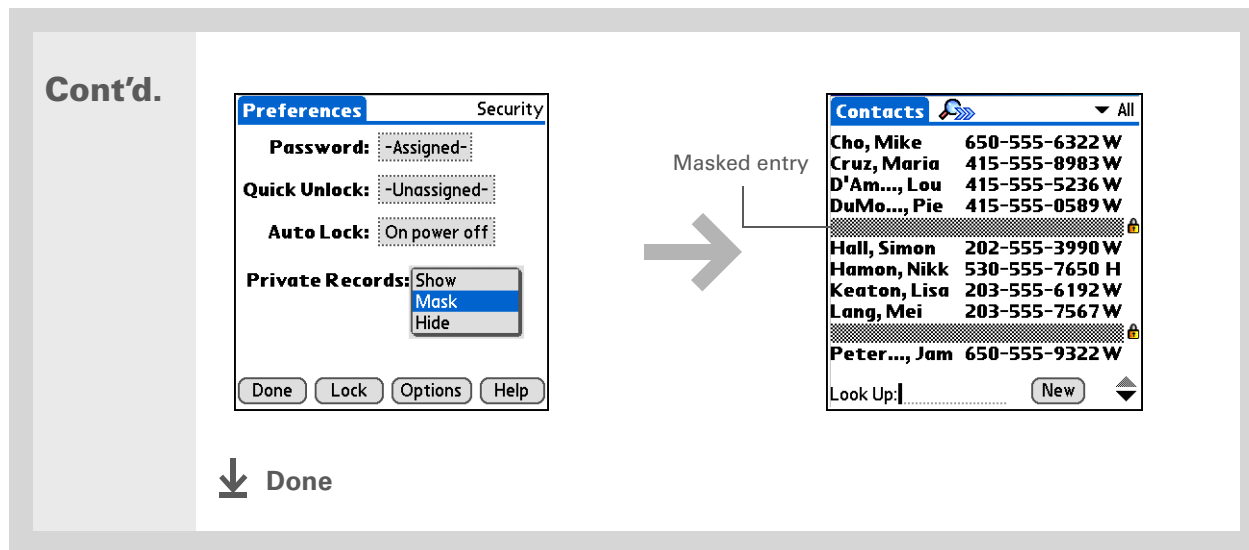 Cont'd.
Preferences Security
Password: -Assigned-
Quick Unlock: -Unassigned-
Auto Lock: On power off
Private Records: Show
Mask
Hide
Done Lock Options Help
Masked entry
Contacts All
Cho, Mike 650-555-6322 W
Cruz, Maria 415-555-8983 W
D'Am..., Lou 415-555-5236 W
DuMo..., Pie 415-555-0589 W
Hall, Simon 202-555-3990 W
Hamon, Nikk 530-555-7650 H
Keaton, Lisa 203-555-6192 W
Lang, Mei 203-555-7567 W
Peter..., Jam 650-555-9322 W
Look Up: New
Done